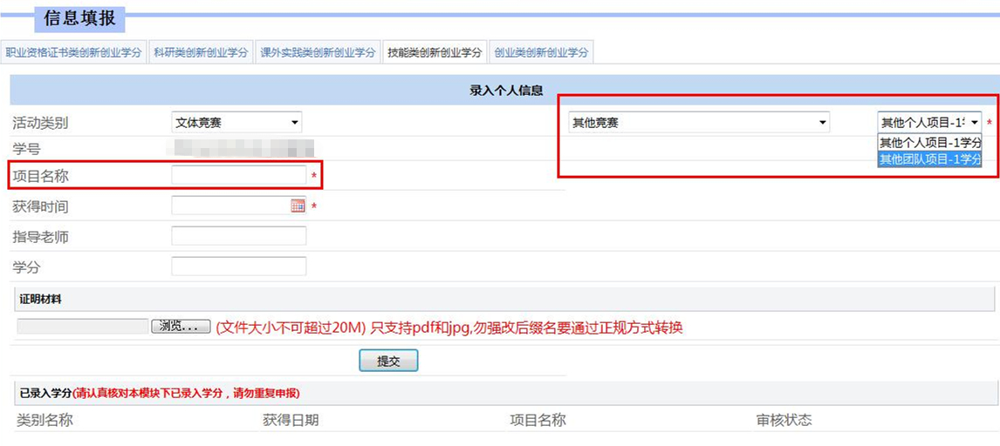 信息填报
职业资格证书类创新创业学分 科研类创新创业学分 课外实践类创新创业学分 技能类创新创业学分 创业类创新创业学分
录入个人信息
活动类别 文体竞赛 其他竞赛 其他个人项目-1学 *
学号 其他个人项目-1学分
其他团队项目-1学分
项目名称 *
获得时间 *
指导老师
学分
证明材料
浏览... (文件大小不可超过20M) 只支持pdf和jpg,勿强改后缀名要通过正规方式转换
提交
已录入学分(请认真核对本模块下已录入学分，请勿重复申报)
类别名称 获得日期 项目名称 审核状态